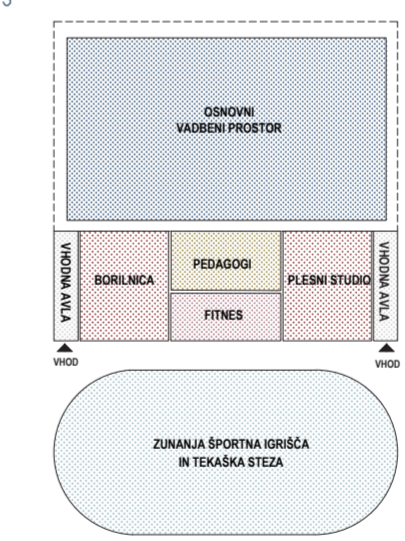 OSNOVNI
VADBENI PROSTOR
VHODNA AVLA
BORILNICA
PEDAGOGI
FITNES
PLESNI STUDIO
VHODNA AVLA
VHOD
VHOD
ZUNANJA ŠPORTNA IGRIŠČA
IN TEKAŠKA STEZA